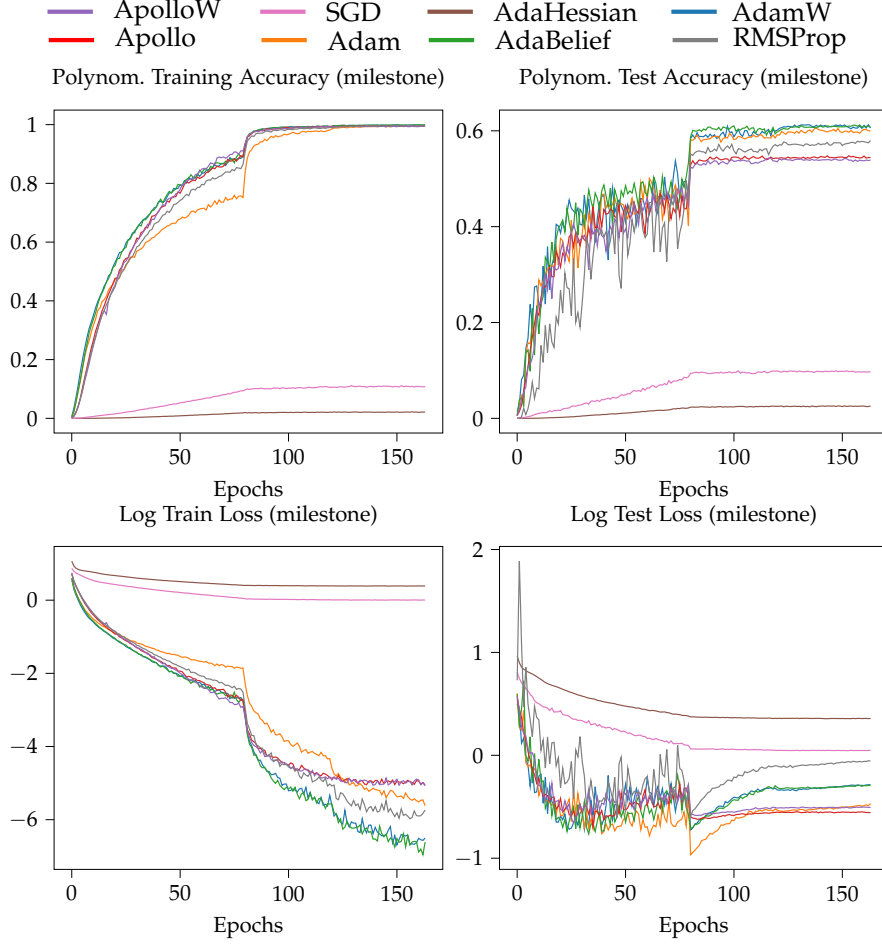 ApolloW SGD AdaHessian AdamW
Apollo Adam AdaBelief RMSProp
Polynom. Training Accuracy (milestone) Polynom. Test Accuracy (milestone)
1
0.8
0.6
0.4
0.2
0
0 50 100 150
Epochs
0.6
0.4
0.2
0
0 50 100 150
Epochs
Log Train Loss (milestone) Log Test Loss (milestone)
0
−2
−4
−6
0 50 100 150
Epochs
2
1
0
−1
0 50 100 150
Epochs